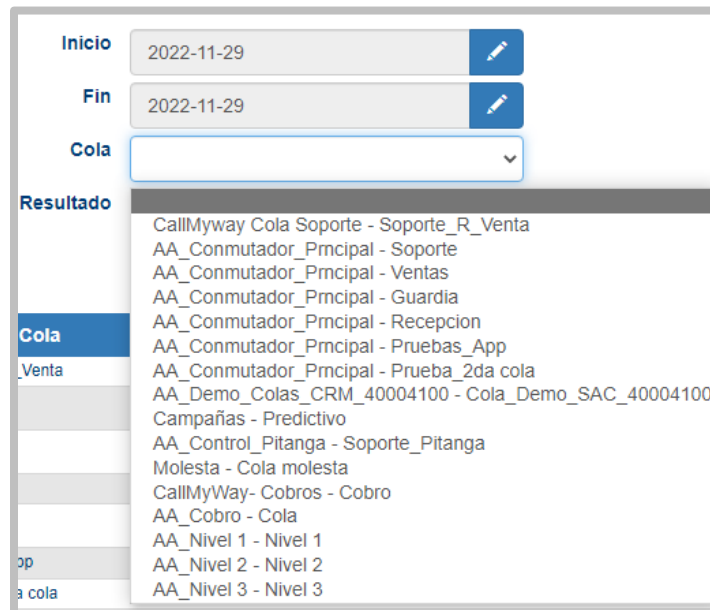 Inicio 2022-11-29
Fin 2022-11-29
Cola
Resultado
CallMyway Cola Soporte - Soporte_R_Venta
AA_Conmutador_Prncipal - Soporte
AA_Conmutador_Prncipal - Ventas
AA_Conmutador_Prncipal - Guardia
AA_Conmutador_Prncipal - Recepcion
AA_Conmutador_Prncipal - Pruebas_App
AA_Conmutador_Prncipal - Prueba_2da cola
AA_Demo_Colas_CRM_40004100 - Cola_Demo_SAC_40004100
Campañas - Predictivo
AA_Control_Pitanga - Soporte_Pitanga
Molesta - Cola molesta
CallMyWay- Cobros - Cobro
AA_Cobro - Cola
AA_Nivel 1 - Nivel 1
AA_Nivel 2 - Nivel 2
AA_Nivel 3 - Nivel 3
Cola
_Venta
pp
a cola